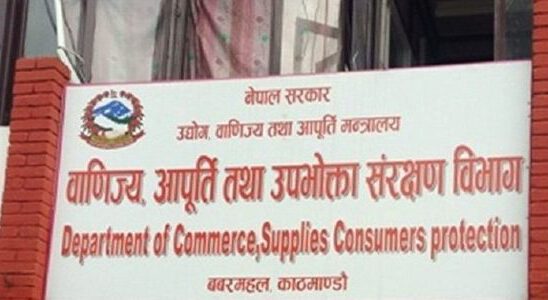 नेपाल सरकार
उद्योग, वाणिज्य तथा आपूर्ति मन्त्रालय
वाणिज्य, आपूर्ति तथा उपभोक्ता संरक्षण विभाग
Department of Commerce,Supplies Consumers protection
बबरमहल, काठमाण्डौ